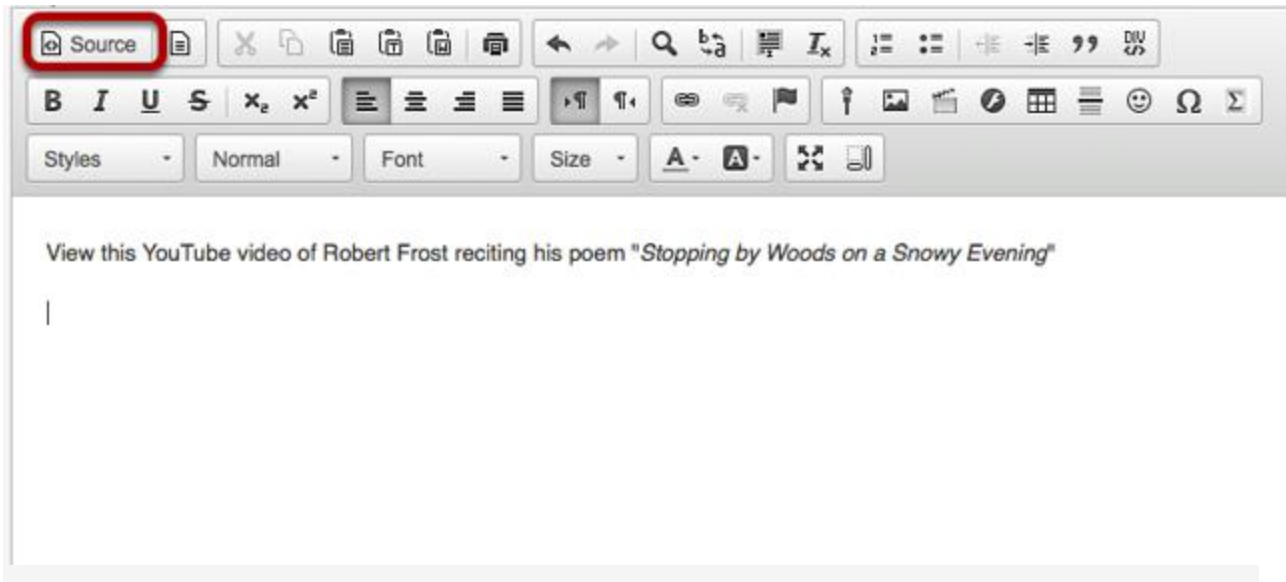 Source
B I U S x₂ x²
Styles Normal Font Size A A
View this YouTube video of Robert Frost reciting his poem "Stopping by Woods on a Snowy Evening"